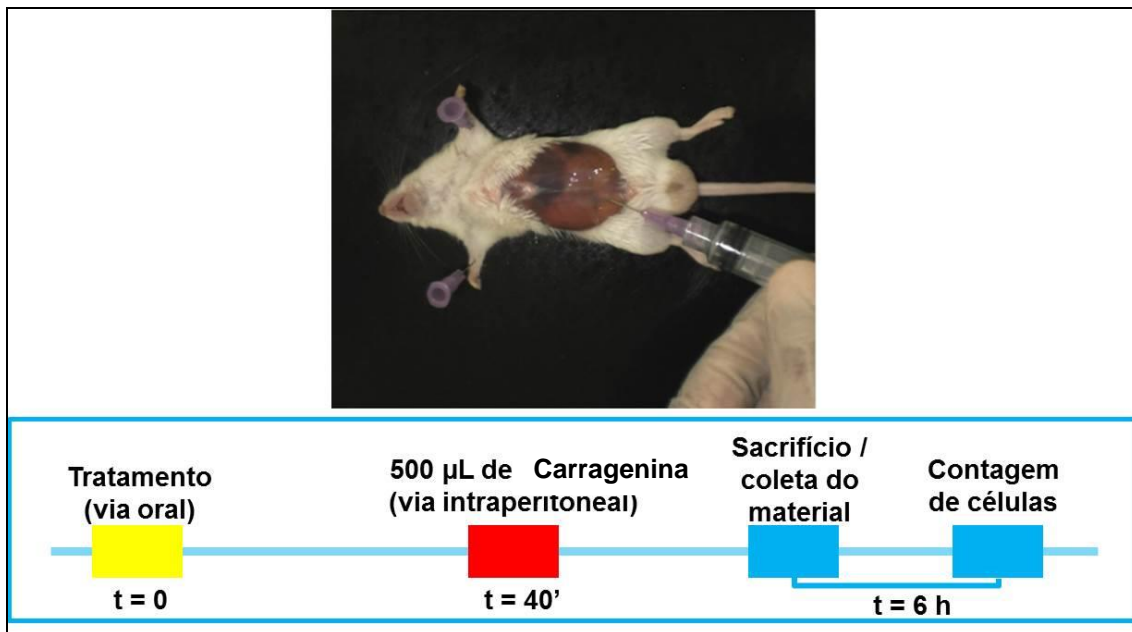 Tratamento
(via oral)
500 µL de Carragenina
(via intraperitoneal)
Sacrifício /
coleta do
material
Contagem
de células
t = 0
t = 40’
t = 6 h